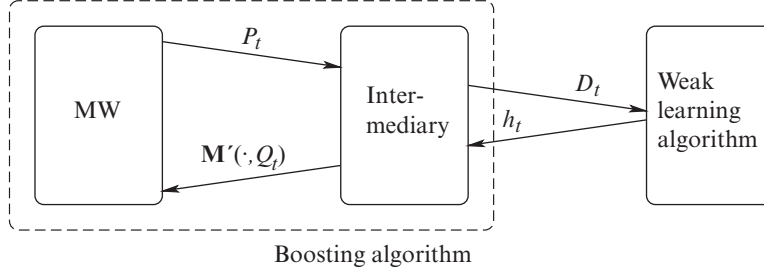 MW
P_t
Inter-
mediary
M′(·, Q_t)
D_t
h_t
Weak
learning
algorithm
Boosting algorithm